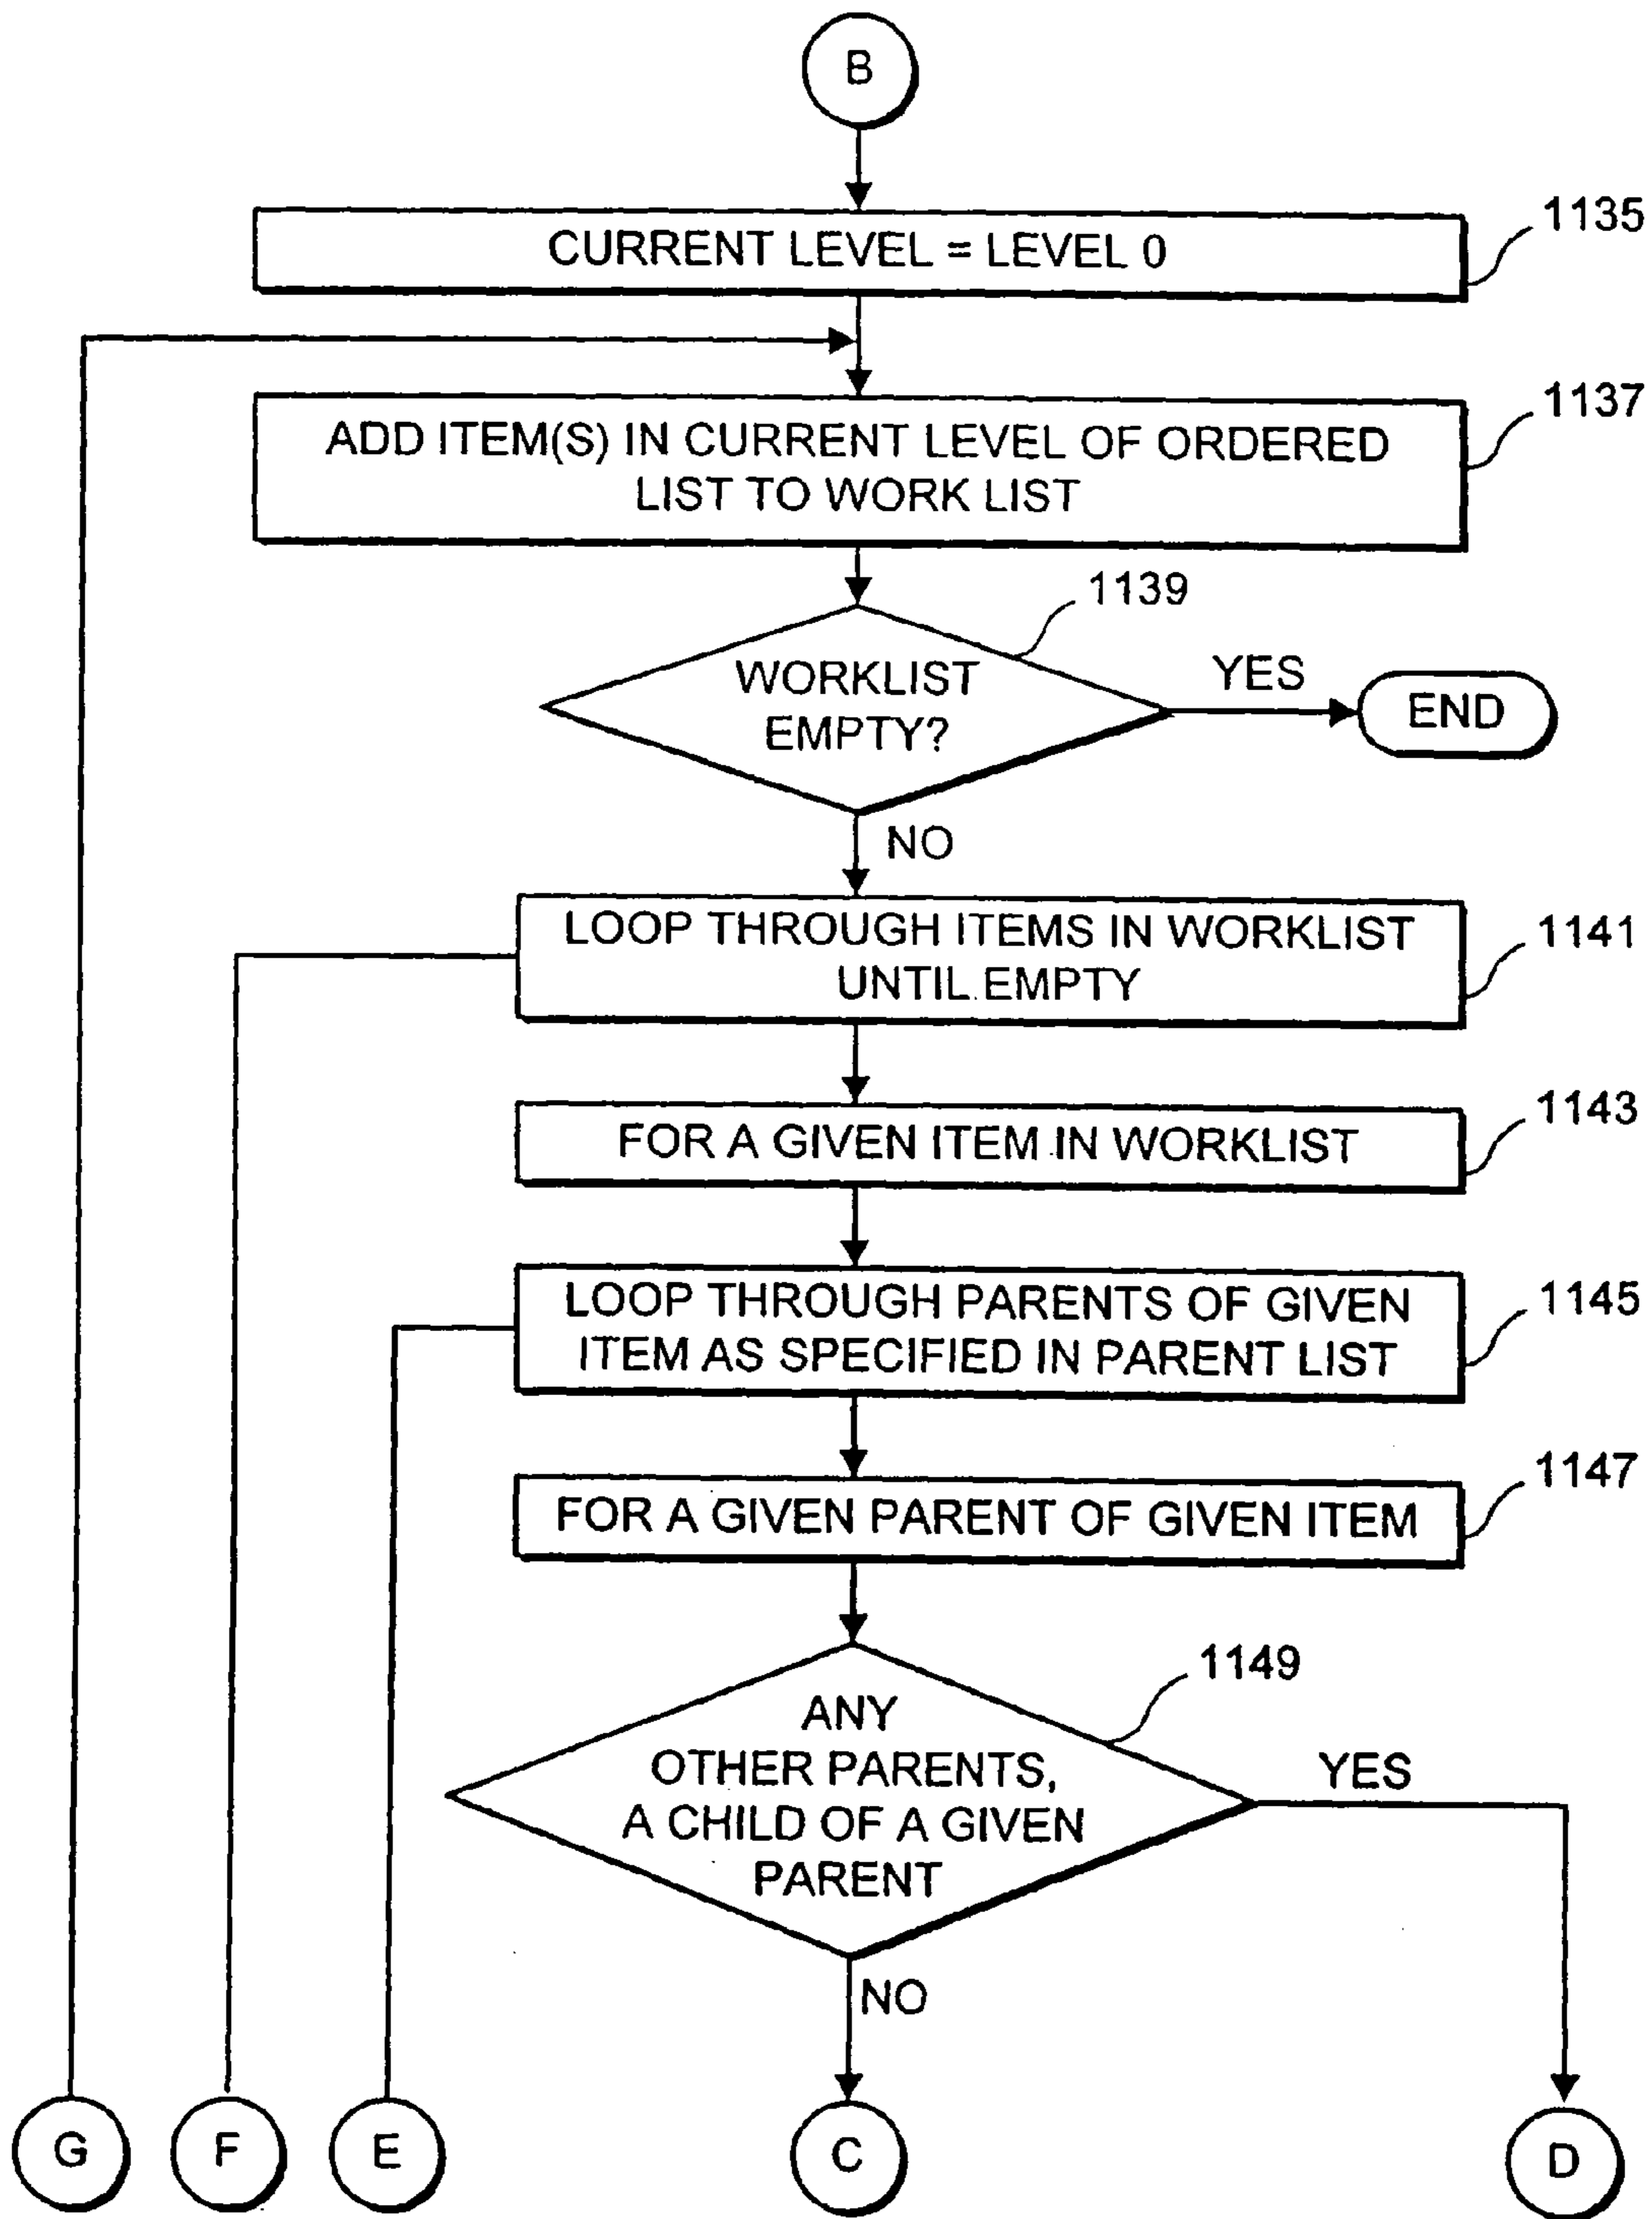 B
CURRENT LEVEL = LEVEL 0
1135
ADD ITEM(S) IN CURRENT LEVEL OF ORDERED
LIST TO WORK LIST
1137
1139
WORKLIST
EMPTY?
YES
END
NO
LOOP THROUGH ITEMS IN WORKLIST
UNTIL EMPTY
1141
FOR A GIVEN ITEM IN WORKLIST
1143
LOOP THROUGH PARENTS OF GIVEN
ITEM AS SPECIFIED IN PARENT LIST
1145
FOR A GIVEN PARENT OF GIVEN ITEM
1147
1149
ANY
OTHER PARENTS,
A CHILD OF A GIVEN
PARENT
YES
NO
G
F
E
C
D